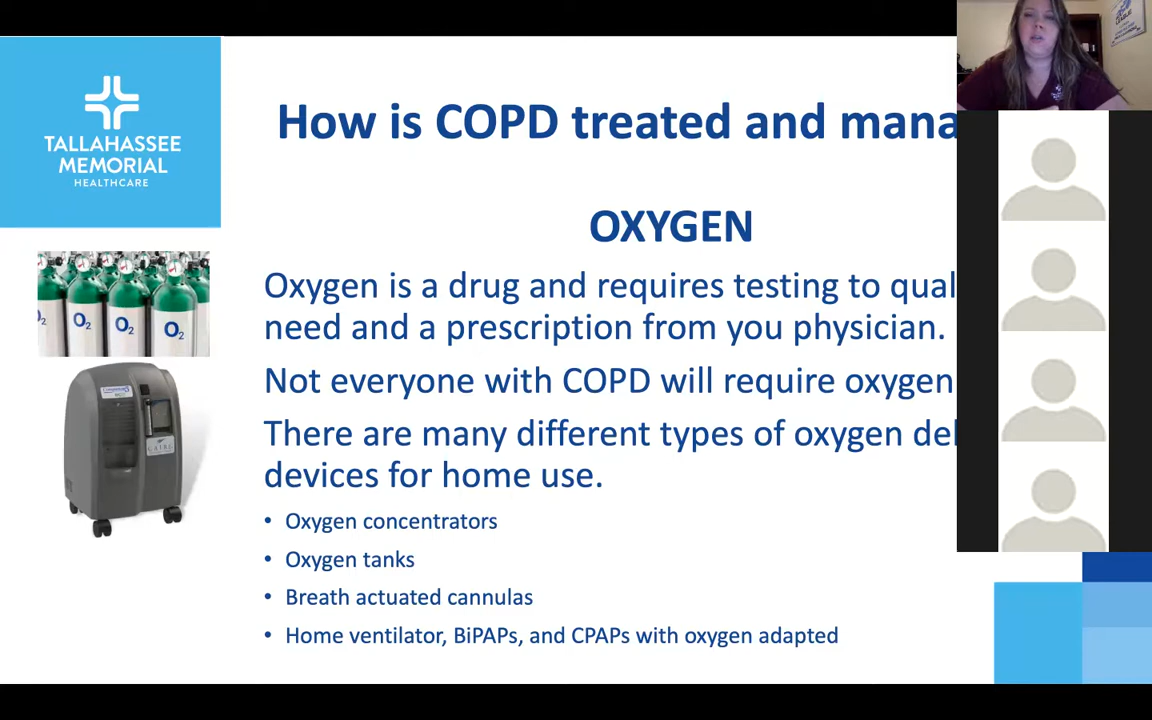 TALLAHASSEE
MEMORIAL
HEALTHCARE
How is COPD treated and mana
OXYGEN
Oxygen is a drug and requires testing to qual
need and a prescription from you physician.
Not everyone with COPD will require oxygen
There are many different types of oxygen del
devices for home use.
• Oxygen concentrators
• Oxygen tanks
• Breath actuated cannulas
• Home ventilator, BiPAPs, and CPAPs with oxygen adapted
O2
O2
O2